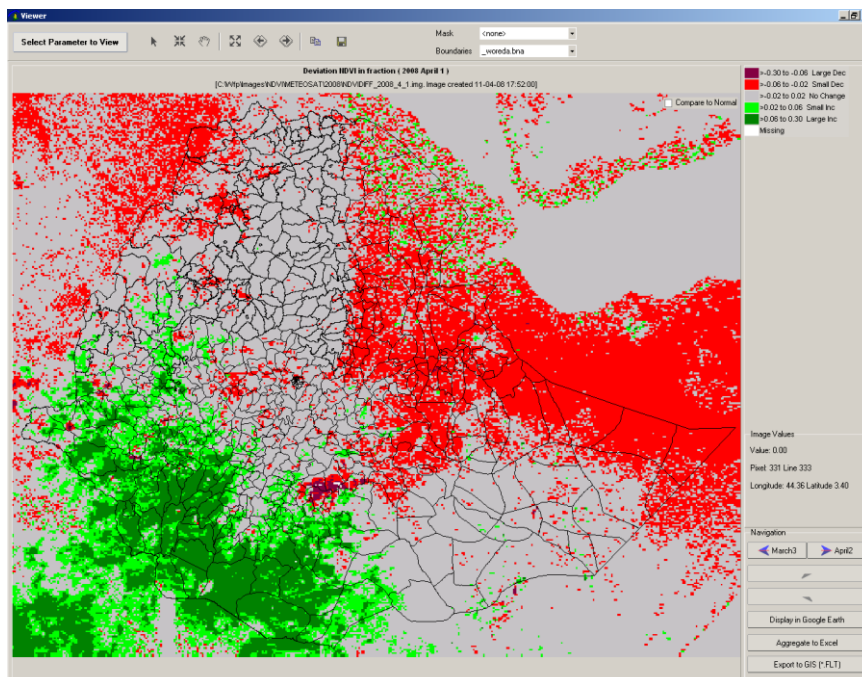 Viewer
Select Parameter to View
Mask <none>
Boundaries _woreda.bna
Deviation NDVI in fraction ( 2008 April 1 )
[C:\Wfp\Images\NDVI\METEOSAT\2008\NDVIDIFF_2008_4_1.img. Image created 11-04-08 17:52:00]
Compare to Normal
>-0.30 to -0.06 Large Dec
>-0.06 to -0.02 Small Dec
>-0.02 to 0.02 No Change
>0.02 to 0.06 Small Inc
>0.06 to 0.30 Large Inc
Missing
Image Values
Value: 0.00
Pixel: 331 Line 333
Longitude: 44.36 Latitude 3.40
Navigation
March3
April2
Display in Google Earth
Aggregate to Excel
Export to GIS (*.FLT)